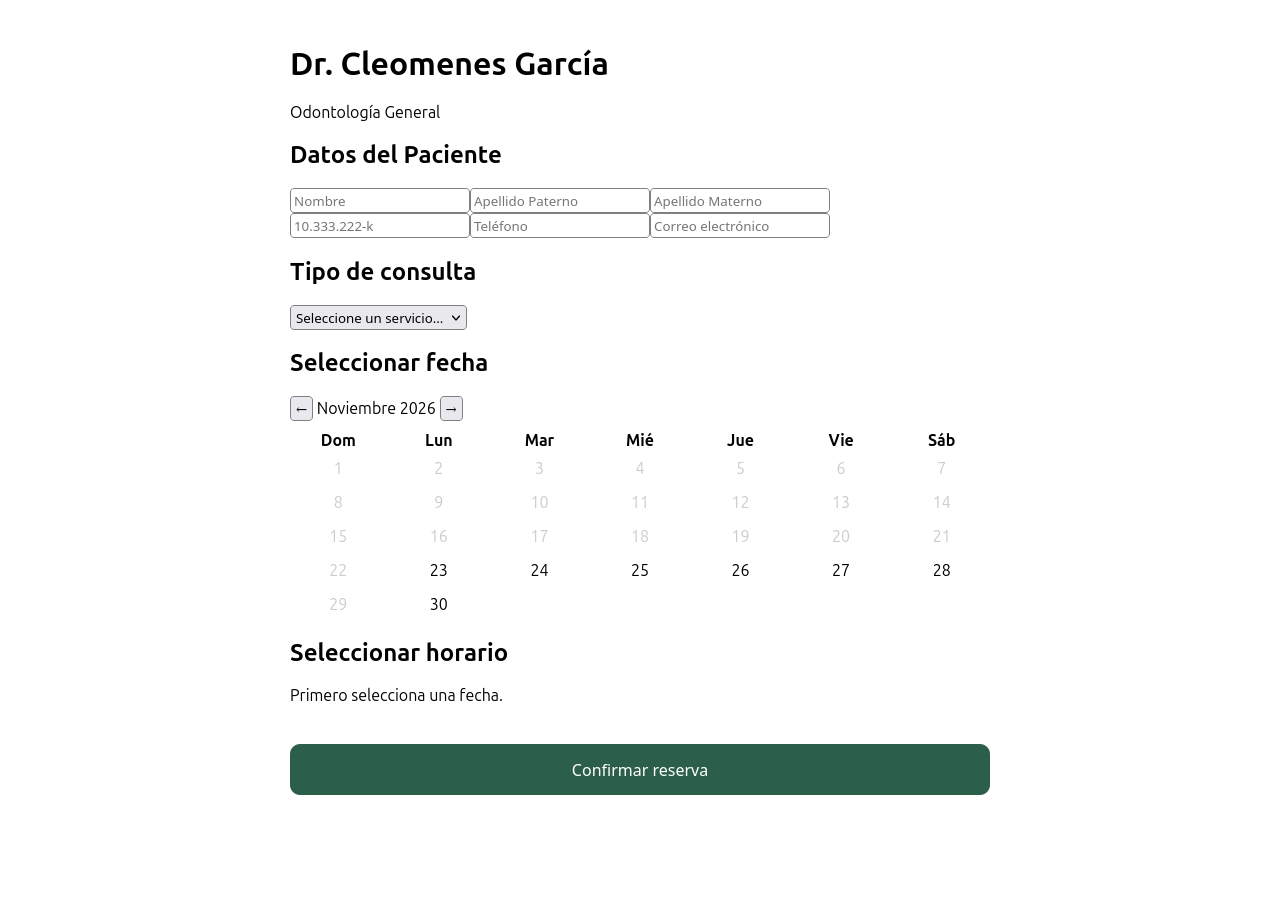 Dr. Cleomenes García
Odontología General
Datos del Paciente
Nombre Apellido Paterno Apellido Materno
10.333.222-k Teléfono Correo electrónico
Tipo de consulta
Seleccione un servicio...
Seleccionar fecha
← Noviembre 2026 →
Dom Lun Mar Mié Jue Vie Sáb
1 2 3 4 5 6 7
8 9 10 11 12 13 14
15 16 17 18 19 20 21
22 23 24 25 26 27 28
29 30
Seleccionar horario
Primero selecciona una fecha.
Confirmar reserva